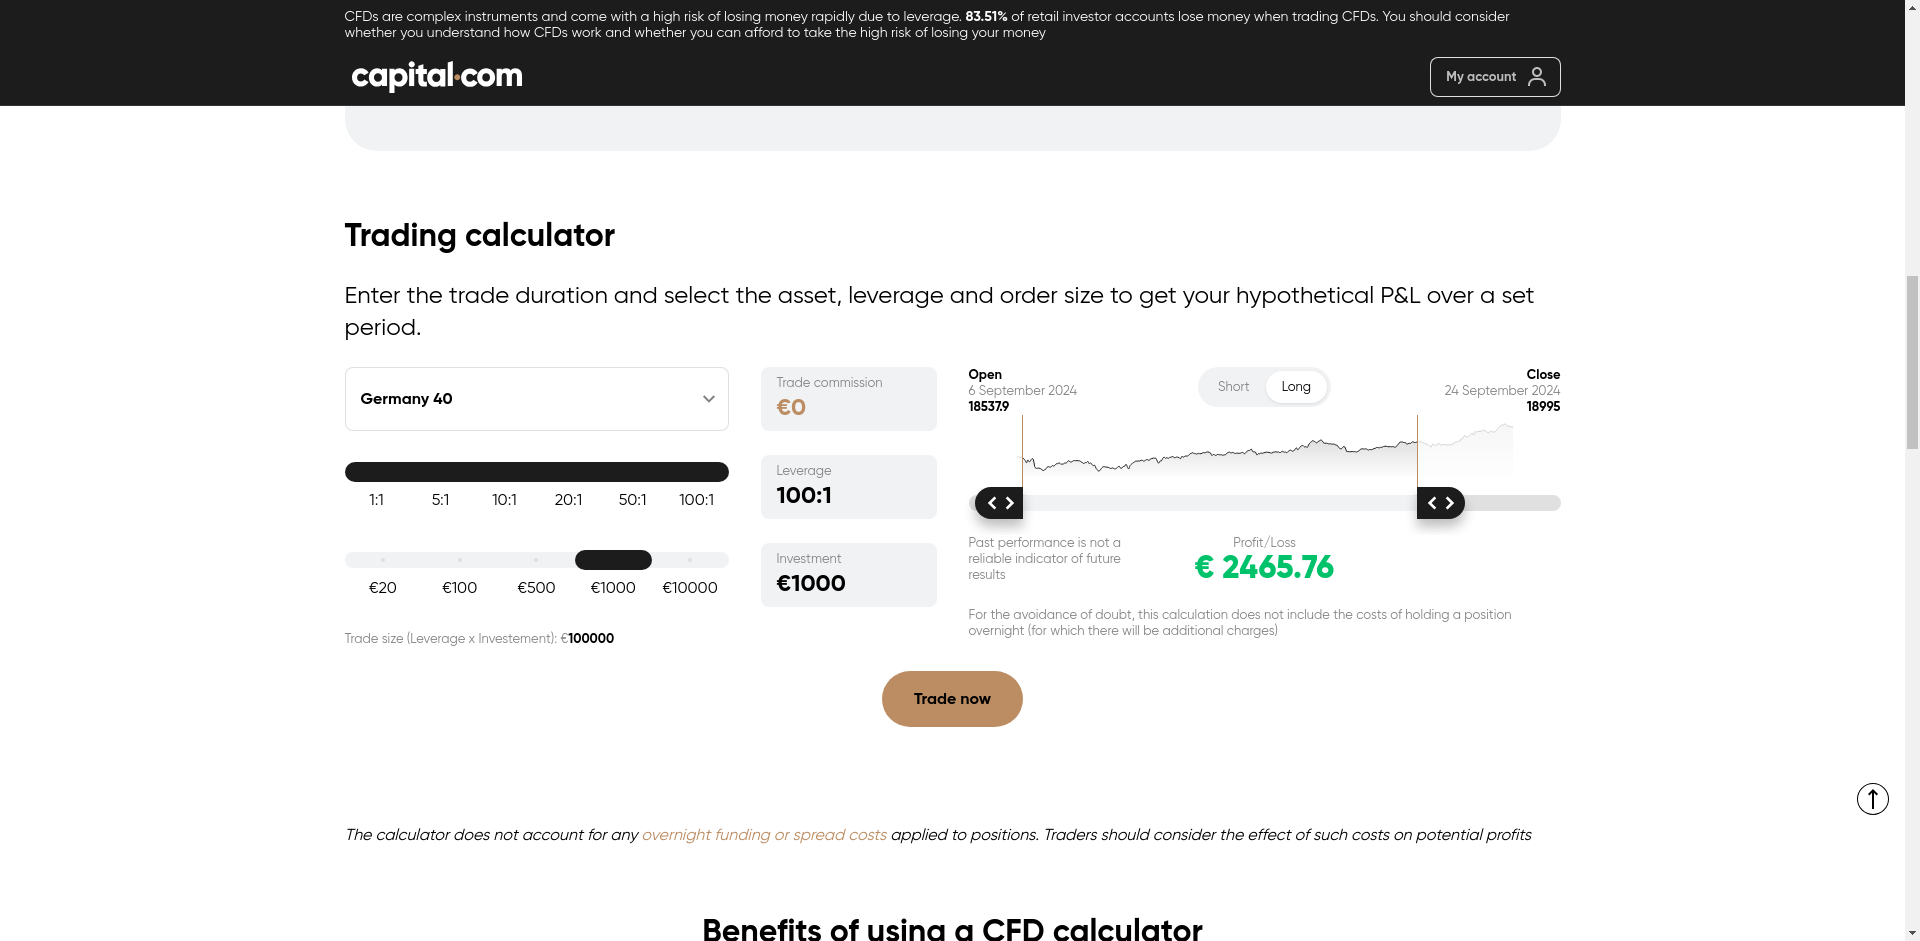 CFDs are complex instruments and come with a high risk of losing money rapidly due to leverage. 83.51% of retail investor accounts lose money when trading CFDs. You should consider
whether you understand how CFDs work and whether you can afford to take the high risk of losing your money
capital.com
My account
Trading calculator
Enter the trade duration and select the asset, leverage and order size to get your hypothetical P&L over a set
period.
Germany 40
1:1 5:1 10:1 20:1 50:1 100:1
€20 €100 €500 €1000 €10000
Trade size (Leverage x Investement): €100000
Trade commission
€0
Leverage
100:1
Investment
€1000
Open
6 September 2024
18537.9
Short Long
Close
24 September 2024
18995
Past performance is not a
reliable indicator of future
results
Profit/Loss
€ 2465.76
For the avoidance of doubt, this calculation does not include the costs of holding a position
overnight (for which there will be additional charges)
Trade now
The calculator does not account for any overnight funding or spread costs applied to positions. Traders should consider the effect of such costs on potential profits
Benefits of using a CFD calculator